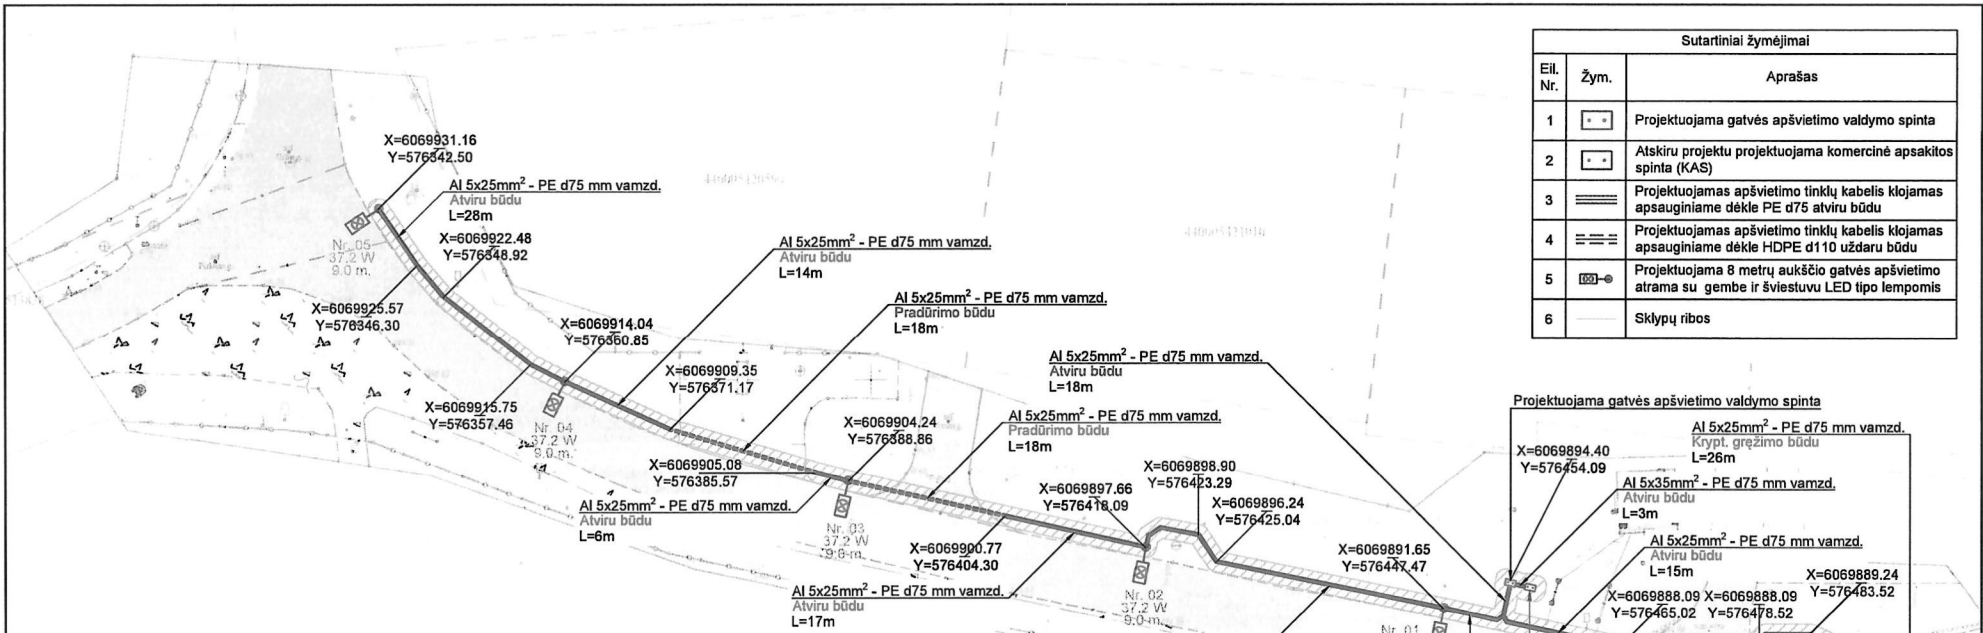 Sutartiniai žymėjimai
Eil. Nr.
Žym.
Aprašas
1
Projektuojama gatvės apšvietimo valdymo spinta
2
Atskiru projektu projektuojama komercinė apsakitos
spinta (KAS)
3
Projektuojamas apšvietimo tinklų kabelis klojamas
apsauginiame dėkle PE d75 atviru būdu
4
Projektuojamas apšvietimo tinklų kabelis klojamas
apsauginiame dėkle HDPE d110 uždaru būdu
5
Projektuojama 8 metrų aukščio gatvės apšvietimo
atrama su gembe ir šviestuvu LED tipo lempomis
6
Sklypų ribos
X=6069931.16
Y=576342.50
Al 5x25mm² - PE d75 mm vamzd.
Atviru būdu
L=28m
X=6069922.48
Y=576348.92
Nr. 05
37.2 W
9.0 m.
X=6069925.57
Y=576346.30
Al 5x25mm² - PE d75 mm vamzd.
Atviru būdu
L=14m
X=6069914.04
Y=576360.85
Al 5x25mm² - PE d75 mm vamzd.
Pradūrimo būdu
L=18m
X=6069909.35
Y=576371.17
X=6069915.75
Y=576357.46
Nr. 04
37.2 W
9.0 m.
Al 5x25mm² - PE d75 mm vamzd.
Atviru būdu
L=18m
X=6069904.24
Y=576388.86
Al 5x25mm² - PE d75 mm vamzd.
Pradūrimo būdu
L=18m
X=6069905.08
Y=576385.57
Al 5x25mm² - PE d75 mm vamzd.
Atviru būdu
L=6m
Nr. 03
37.2 W
9.0 m.
X=6069897.66
Y=576418.09
X=6069898.90
Y=576423.29
X=6069896.24
Y=576425.04
X=6069900.77
Y=576404.30
Al 5x25mm² - PE d75 mm vamzd.
Atviru būdu
L=17m
Nr. 02
37.2 W
9.0 m.
X=6069891.65
Y=576447.47
Nr. 01
Projektuojama gatvės apšvietimo valdymo spinta
Al 5x25mm² - PE d75 mm vamzd.
Krypt. gręžimo būdu
L=26m
X=6069894.40
Y=576454.09
Al 5x35mm² - PE d75 mm vamzd.
Atviru būdu
L=3m
Al 5x25mm² - PE d75 mm vamzd.
Atviru būdu
L=15m
X=6069889.24
Y=576483.52
X=6069888.09
Y=576465.02
X=6069888.09
Y=576478.52